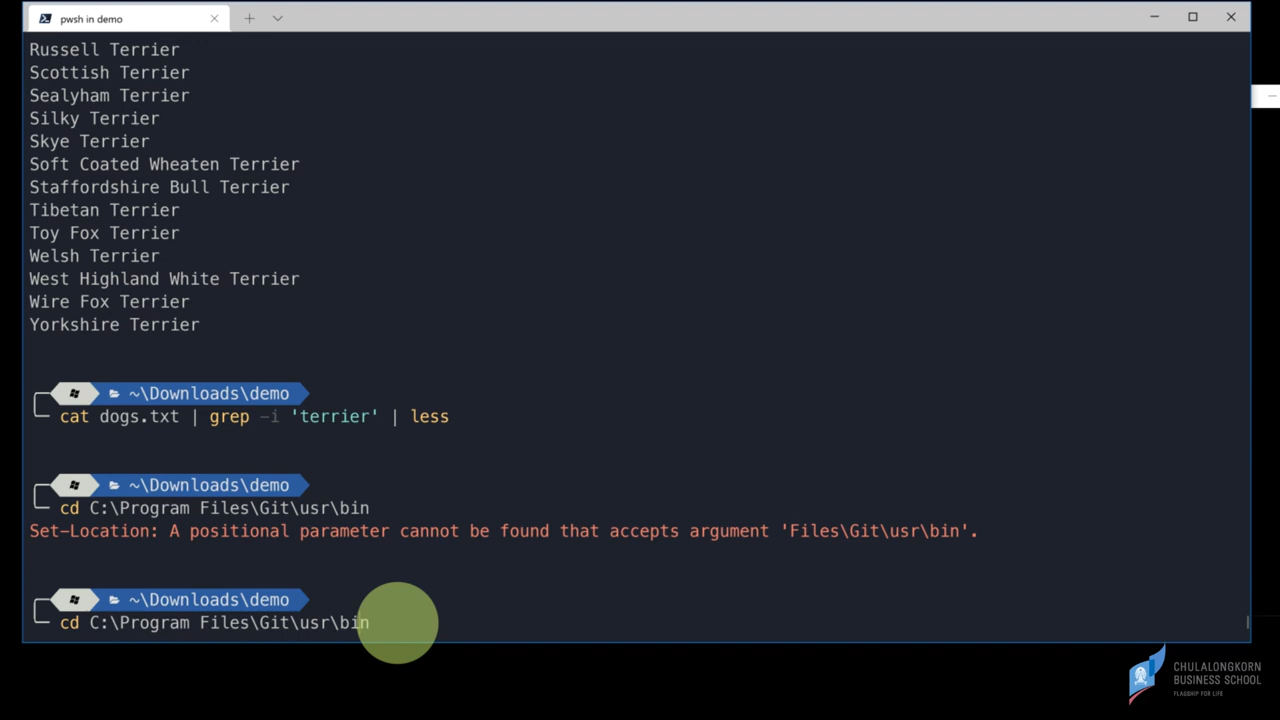 pwsh in demo
Russell Terrier
Scottish Terrier
Sealyham Terrier
Silky Terrier
Skye Terrier
Soft Coated Wheaten Terrier
Staffordshire Bull Terrier
Tibetan Terrier
Toy Fox Terrier
Welsh Terrier
West Highland White Terrier
Wire Fox Terrier
Yorkshire Terrier
~\Downloads\demo
cat dogs.txt | grep -i 'terrier' | less
~\Downloads\demo
cd C:\Program Files\Git\usr\bin
Set-Location: A positional parameter cannot be found that accepts argument 'Files\Git\usr\bin'.
~\Downloads\demo
cd C:\Program Files\Git\usr\bin
CHULALONGKORN
BUSINESS SCHOOL
FLAGSHIP FOR LIFE